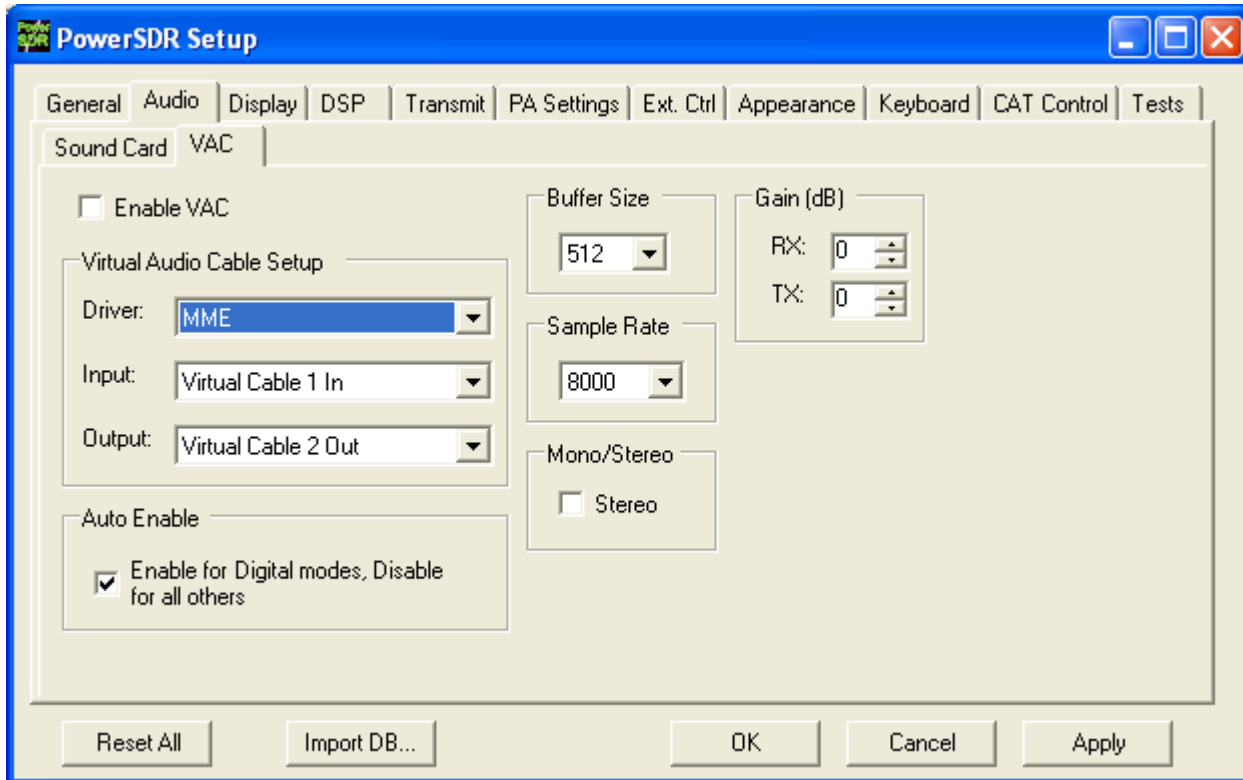 Power SDR
PowerSDR Setup
General Audio Display DSP Transmit PA Settings Ext. Ctrl Appearance Keyboard CAT Control Tests
Sound Card VAC
Enable VAC
Virtual Audio Cable Setup
Driver: MME
Input: Virtual Cable 1 In
Output: Virtual Cable 2 Out
Auto Enable
Enable for Digital modes, Disable
for all others
Buffer Size
512
Sample Rate
8000
Mono/Stereo
Stereo
Gain (dB)
RX: 0
TX: 0
Reset All Import DB... OK Cancel Apply